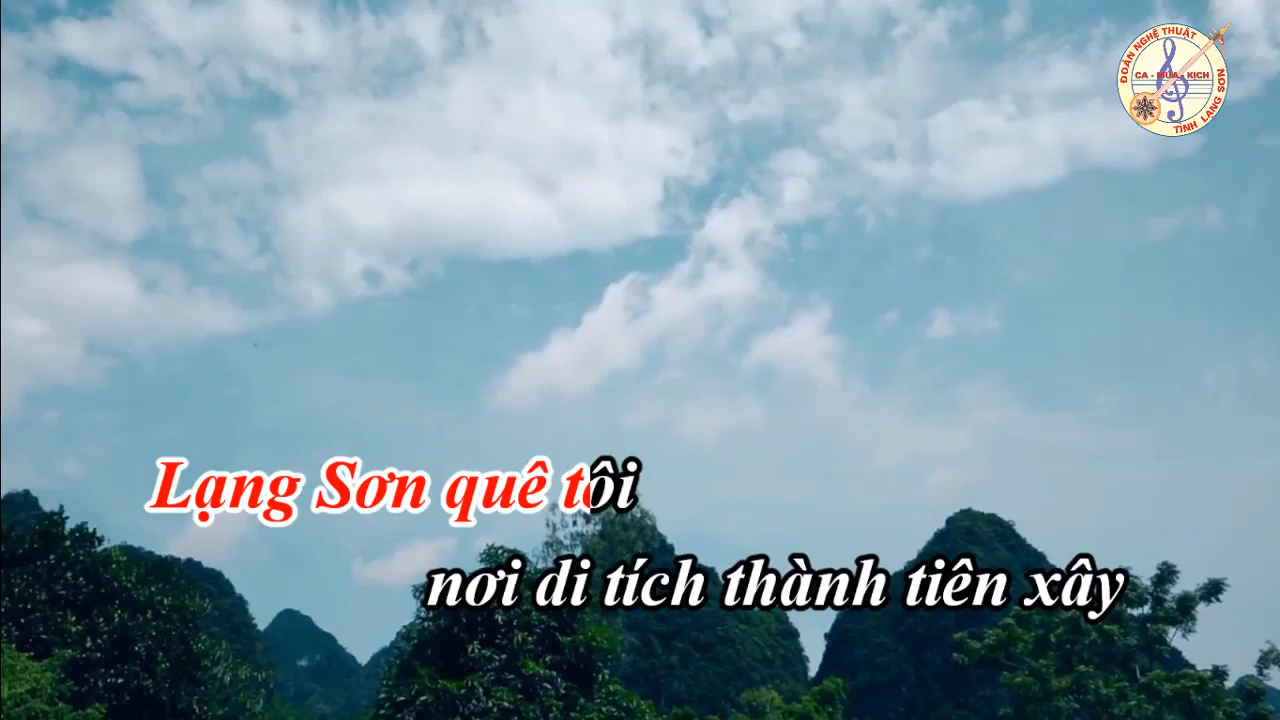 ĐOÀN NGHỆ THUẬT
CA - MÚA - KỊCH
TỈNH LẠNG SƠN
Lạng Sơn quê tôi
nơi di tích thành tiên xây